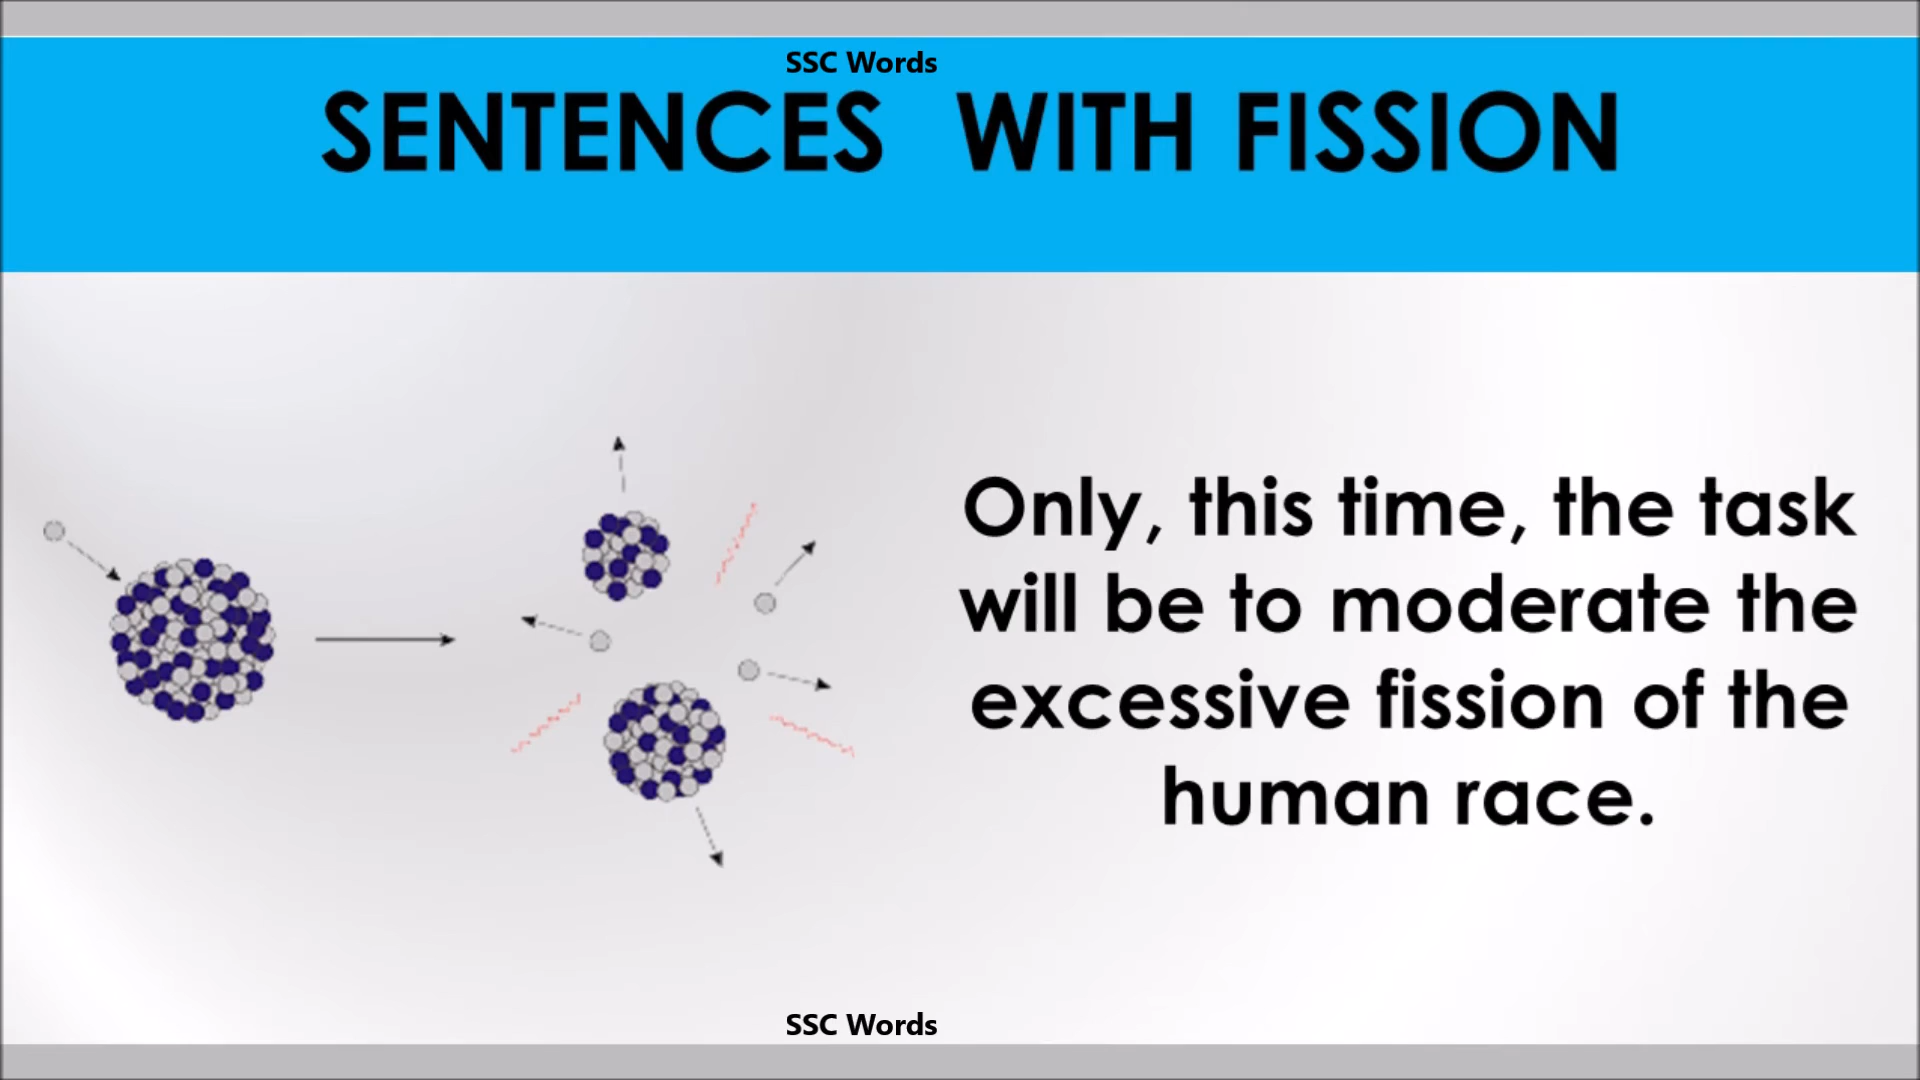 SSC Words
SENTENCES WITH FISSION
Only, this time, the task
will be to moderate the
excessive fission of the
human race.
SSC Words